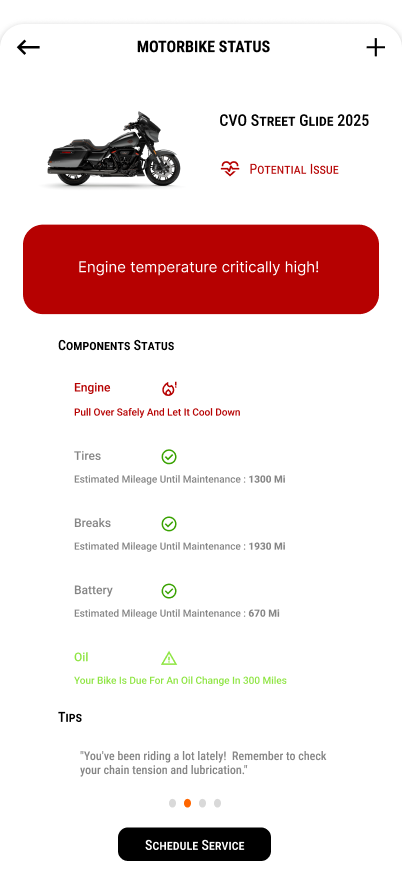 MOTORBIKE STATUS
CVO Street Glide 2025
Potential Issue
Engine temperature critically high!
Components Status
Engine
Pull Over Safely And Let It Cool Down
Tires
Estimated Mileage Until Maintenance : 1300 Mi
Breaks
Estimated Mileage Until Maintenance : 1930 Mi
Battery
Estimated Mileage Until Maintenance : 670 Mi
Oil
Your Bike Is Due For An Oil Change In 300 Miles
Tips
"You've been riding a lot lately! Remember to check
your chain tension and lubrication."
Schedule Service